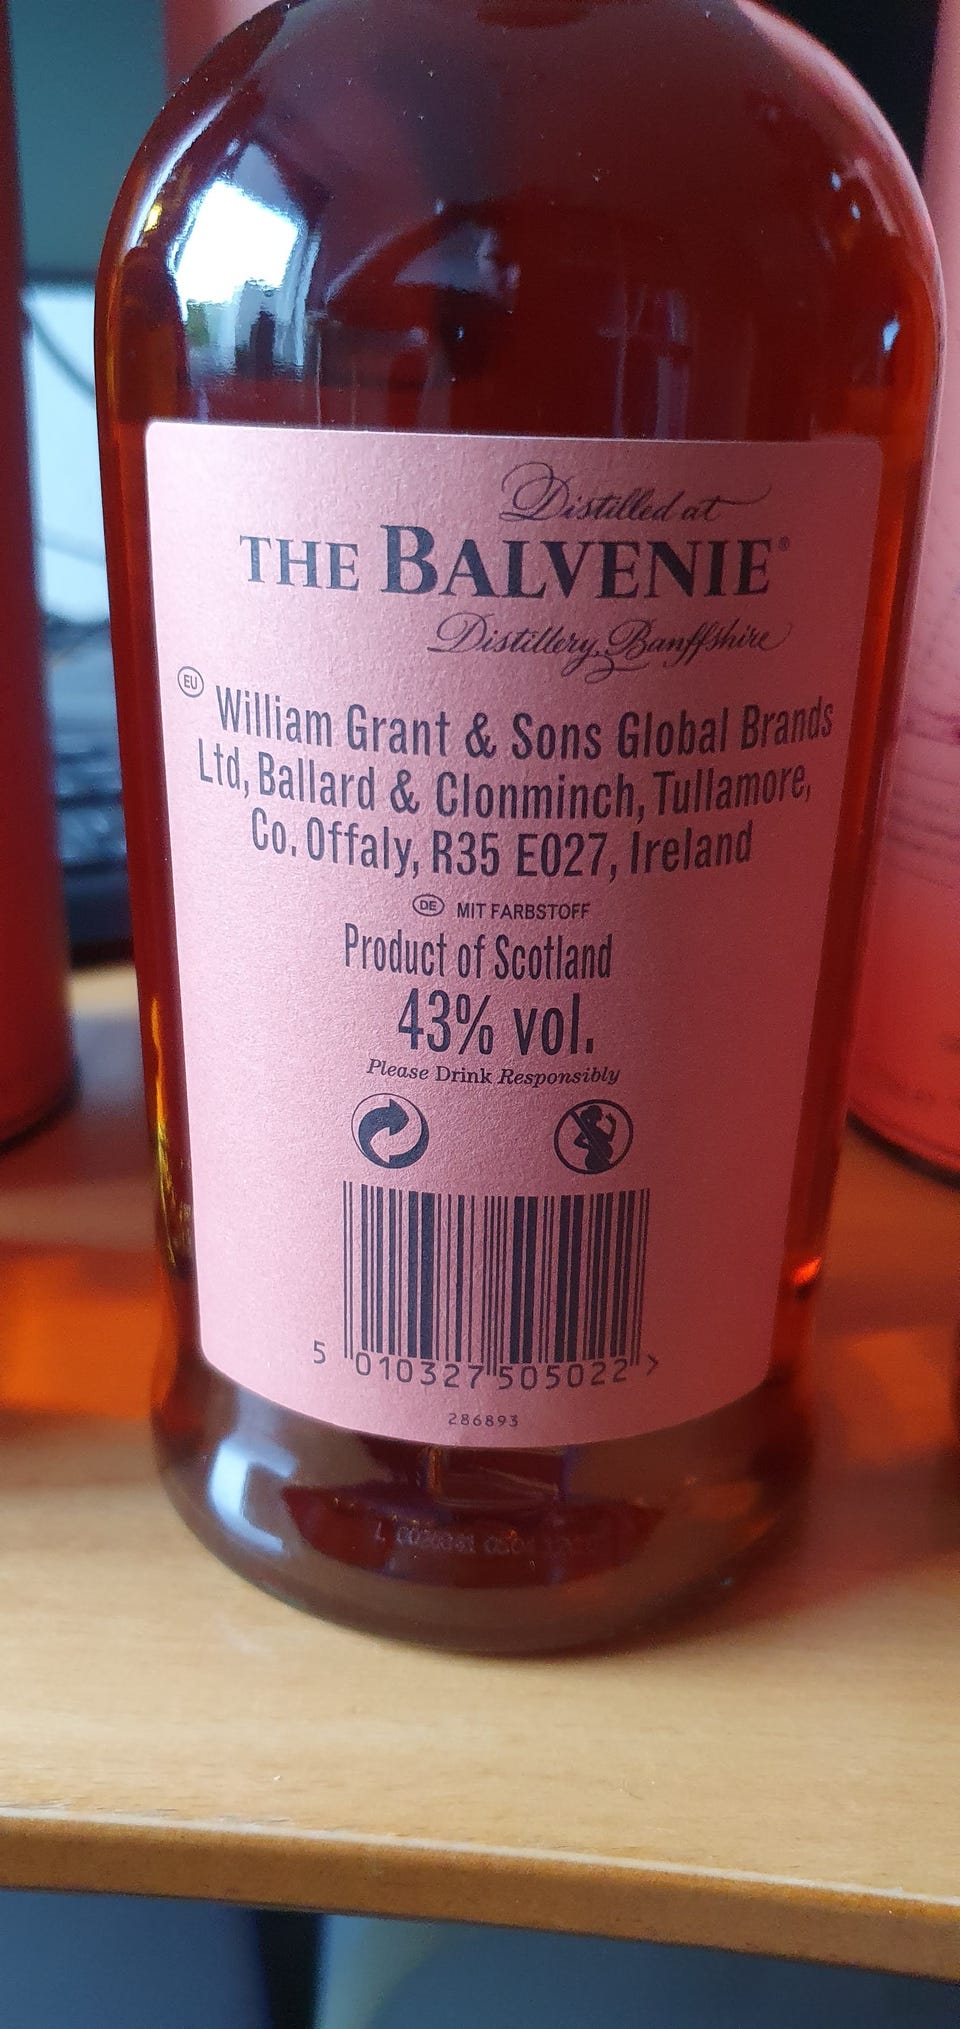 Distilled at
THE BALVENIE®
Distillery, Banffshire
EU William Grant & Sons Global Brands
Ltd, Ballard & Clonminch, Tullamore,
Co. Offaly, R35 E027, Ireland
DE MIT FARBSTOFF
Product of Scotland
43% vol.
Please Drink Responsibly
5 010327 505022 >
286893